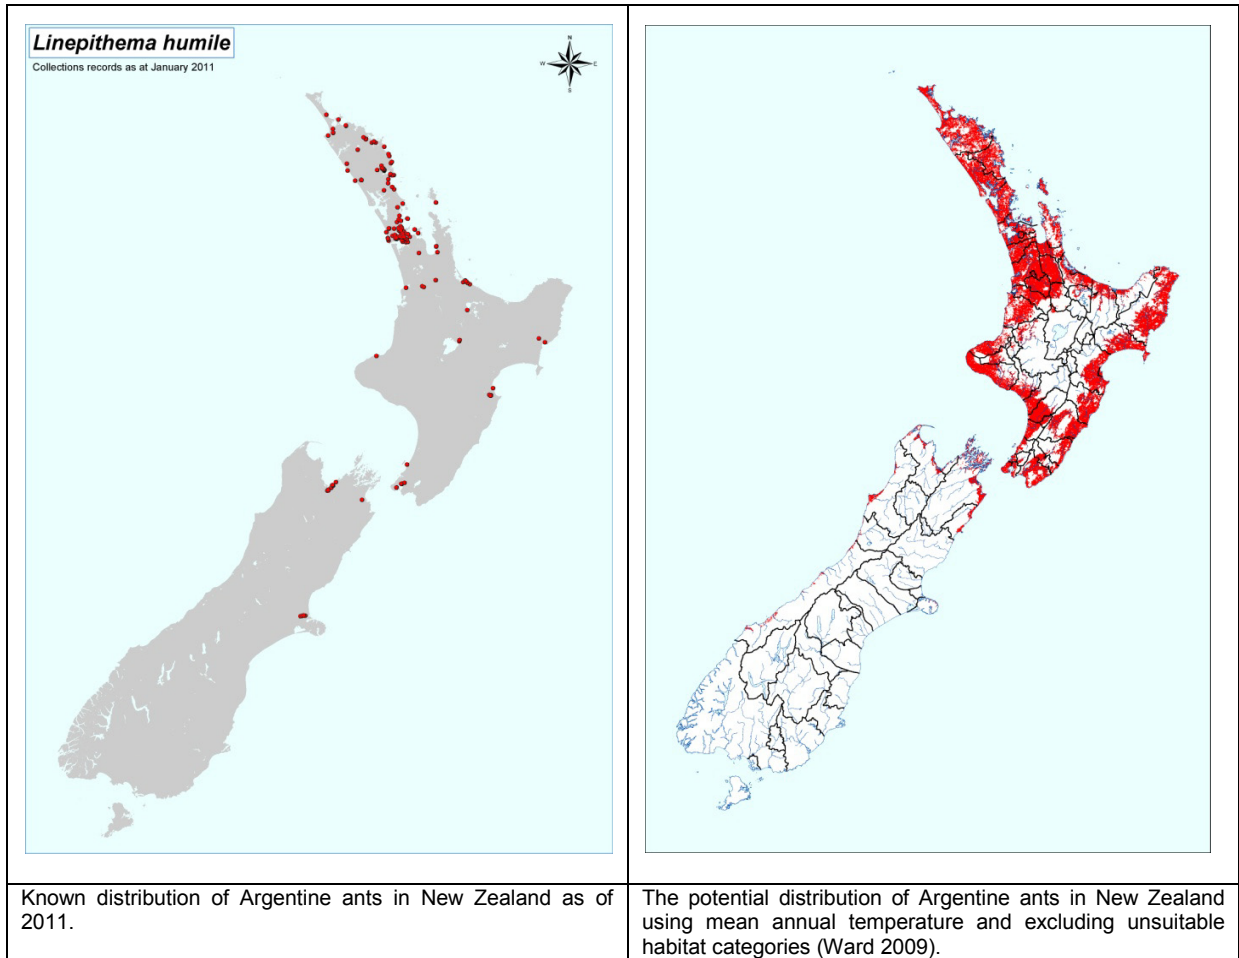 Linepithema humile
Collections records as at January 2011
N
W
E
S
Known distribution of Argentine ants in New Zealand as of
2011.
The potential distribution of Argentine ants in New Zealand
using mean annual temperature and excluding unsuitable
habitat categories (Ward 2009).